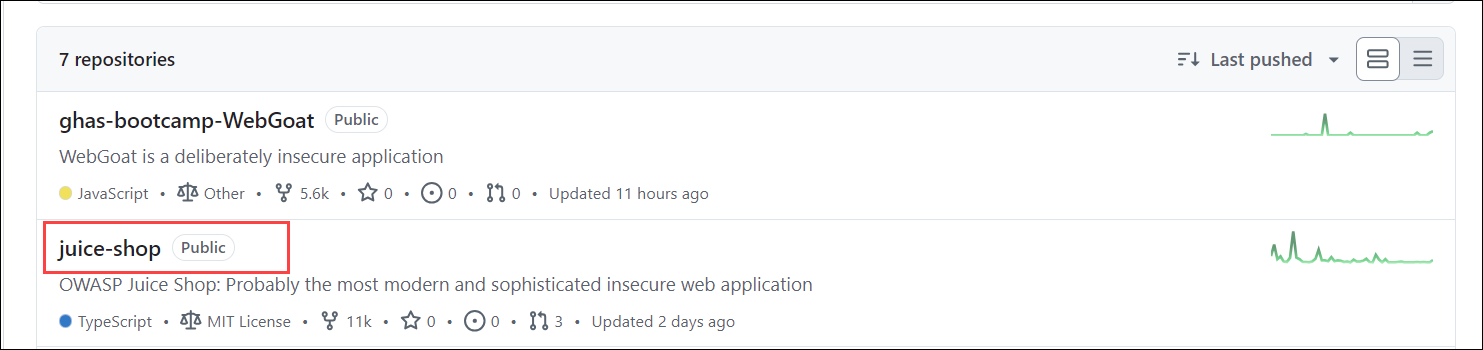 7 repositories Last pushed
ghas-bootcamp-WebGoat Public
WebGoat is a deliberately insecure application
JavaScript • Other • 5.6k • 0 • 0 • 0 • Updated 11 hours ago
juice-shop Public
OWASP Juice Shop: Probably the most modern and sophisticated insecure web application
TypeScript • MIT License • 11k • 0 • 0 • 3 • Updated 2 days ago